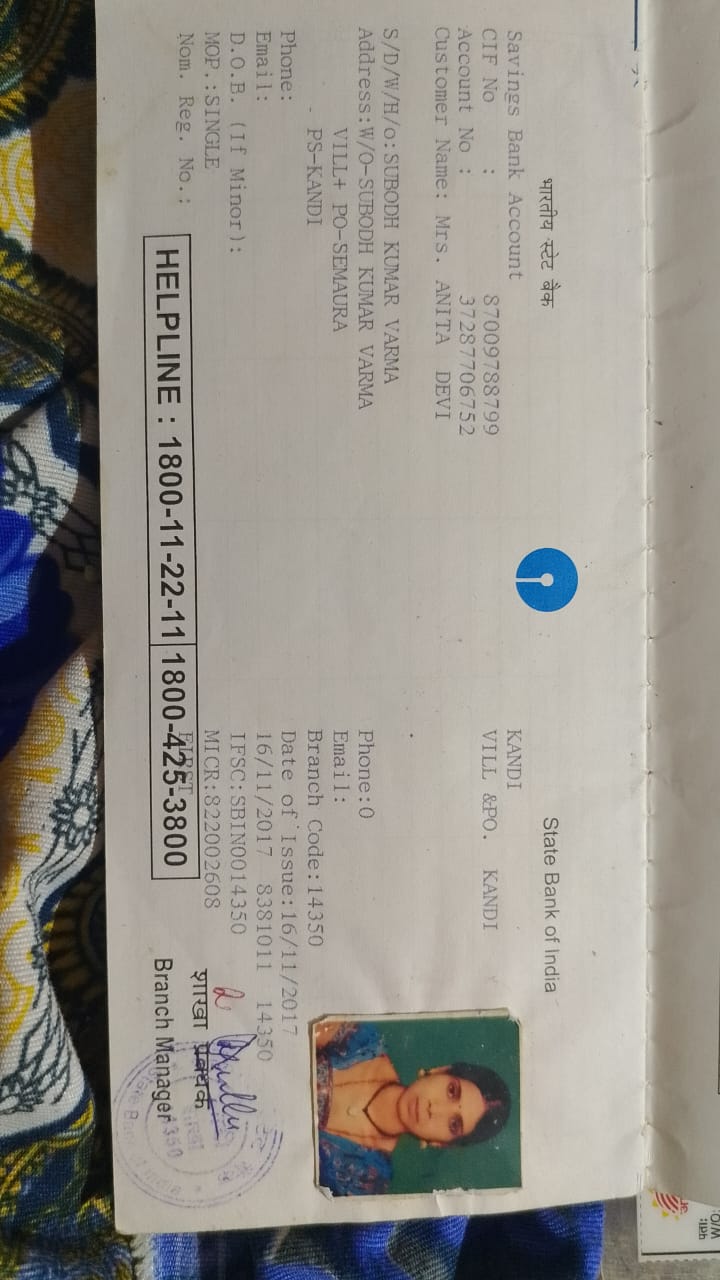 भारतीय स्टेट बैंक
State Bank of India
Savings Bank Account
CIF No : 87009788799
Account No : 37287706752
Customer Name: Mrs. ANITA DEVI
S/D/W/H/o:SUBODH KUMAR VARMA
Address:W/O-SUBODH KUMAR VARMA
VILL+ PO-SEMAURA
PS-KANDI
Phone:
Email:
D.O.B. (If Minor):
MOP.:SINGLE
Nom. Reg. No.:
KANDI
VILL &PO. KANDI
Phone:0
Email:
Branch Code:14350
Date of Issue:16/11/2017
16/11/2017 8381011 14350
IFSC:SBIN0014350
MICR:822002608
FIRST
HELPLINE : 1800-11-22-11 1800-425-3800
शाखा प्रबंधक
Branch Manager
W/O